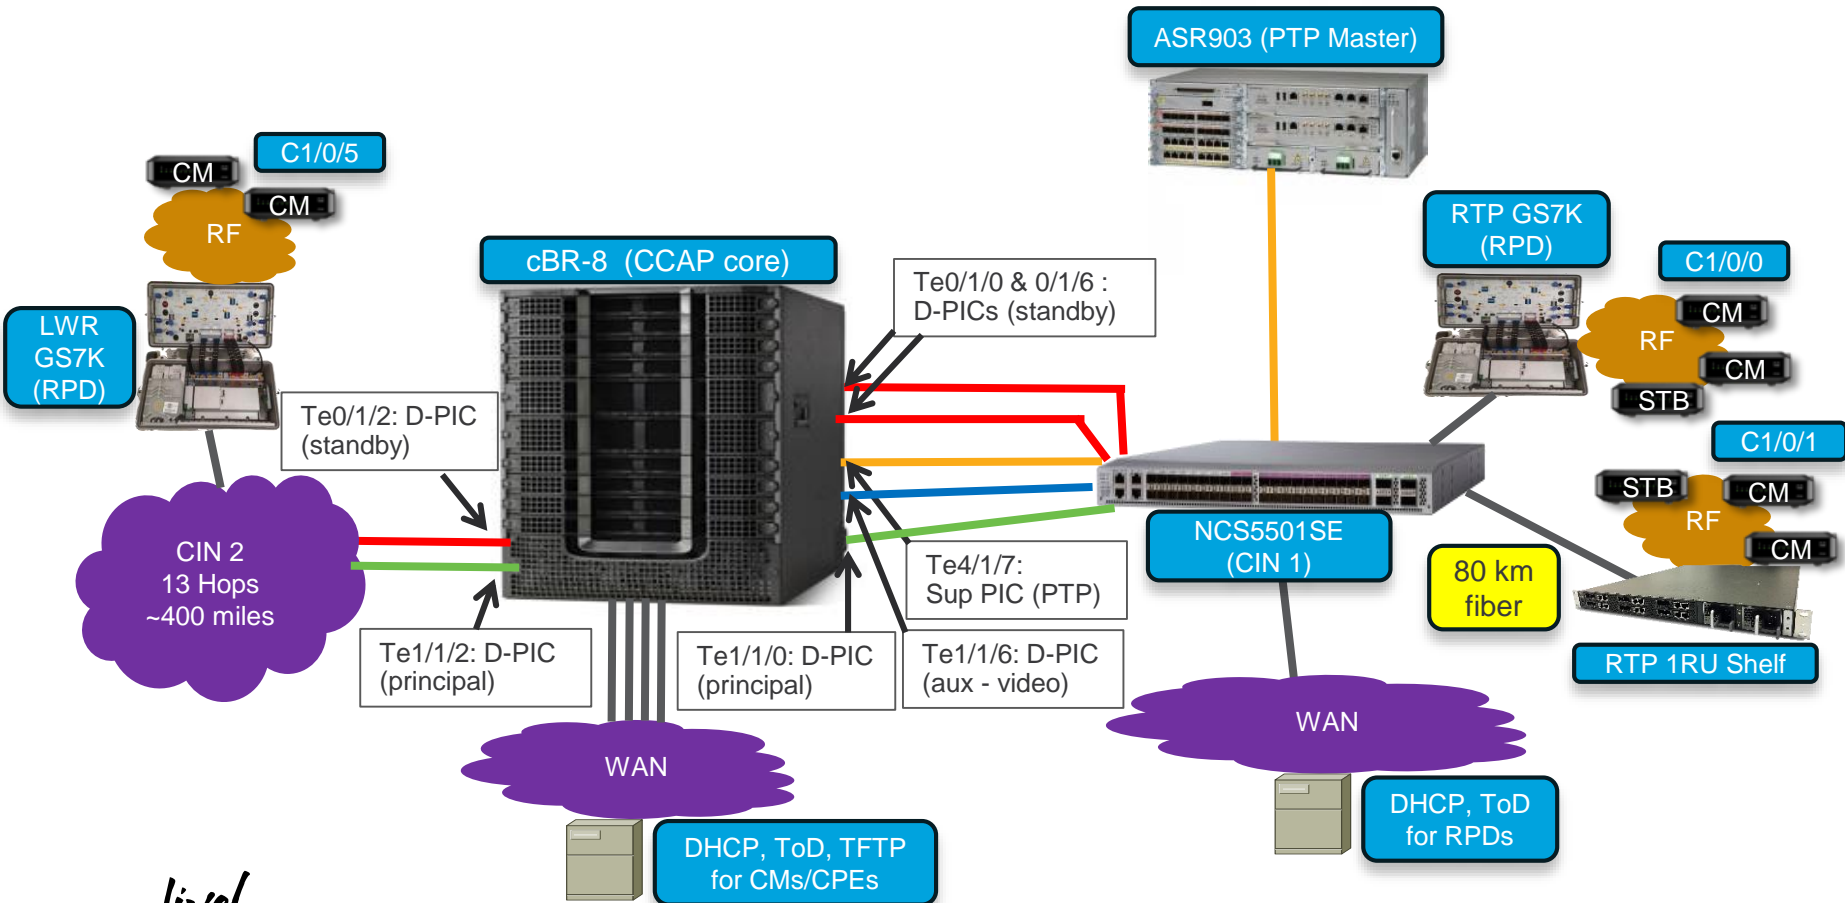 ASR903 (PTP Master)
C1/0/5
CM
CM
RF
LWR
GS7K
(RPD)
cBR-8 (CCAP core)
Te0/1/0 & 0/1/6 :
D-PICs (standby)
RTP GS7K
(RPD)
C1/0/0
CM
RF
CM
STB
Te0/1/2: D-PIC
(standby)
C1/0/1
STB
CM
RF
CM
CIN 2
13 Hops
~400 miles
NCS5501SE
(CIN 1)
Te4/1/7:
Sup PIC (PTP)
80 km
fiber
RTP 1RU Shelf
Te1/1/2: D-PIC
(principal)
Te1/1/0: D-PIC
(principal)
Te1/1/6: D-PIC
(aux - video)
WAN
WAN
DHCP, ToD
for RPDs
DHCP, ToD, TFTP
for CMs/CPEs